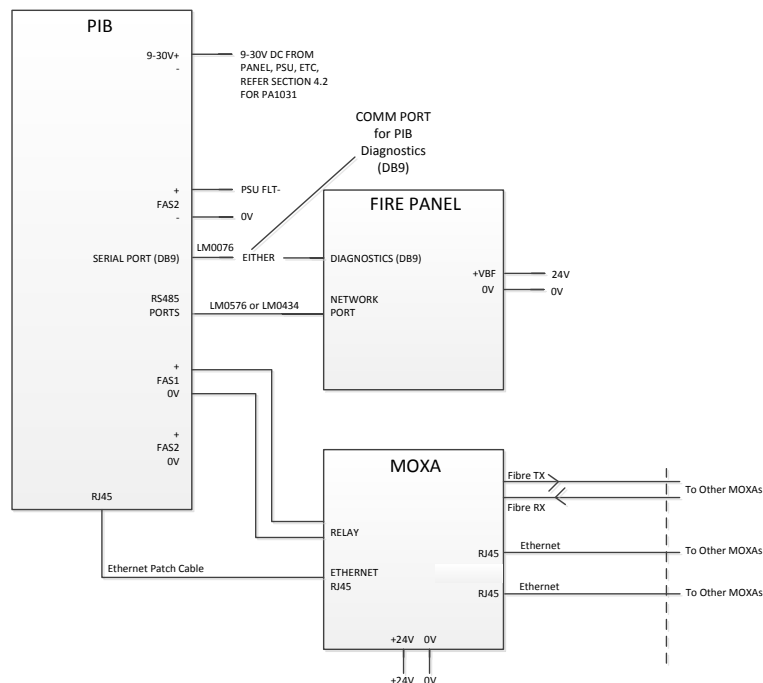 PIB
9-30V+
-
9-30V DC FROM
PANEL, PSU, ETC,
REFER SECTION 4.2
FOR PA1031
COMM PORT
for PIB
Diagnostics
(DB9)
+
FAS2
-
PSU FLT-
0V
FIRE PANEL
SERIAL PORT (DB9)
LM0076
EITHER
DIAGNOSTICS (DB9)
+VBF
0V
24V
0V
RS485
PORTS
LM0576 or LM0434
NETWORK
PORT
+
FAS1
0V
+
FAS2
0V
RJ45
MOXA
Fibre TX
Fibre RX
To Other MOXAs
RELAY
RJ45
Ethernet
To Other MOXAs
Ethernet Patch Cable
ETHERNET
RJ45
RJ45
Ethernet
To Other MOXAs
+24V 0V
+24V 0V